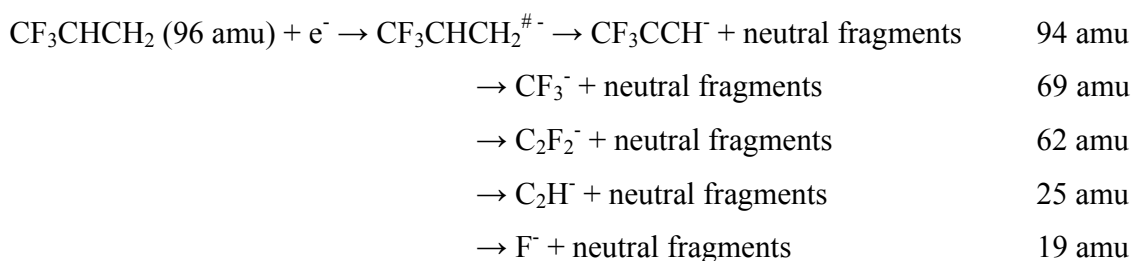 CF₃CHCH₂ (96 amu) + e⁻ → CF₃CHCH₂^{# -} → CF₃CCH⁻ + neutral fragments 94 amu
→ CF₃⁻ + neutral fragments 69 amu
→ C₂F₂⁻ + neutral fragments 62 amu
→ C₂H⁻ + neutral fragments 25 amu
→ F⁻ + neutral fragments 19 amu